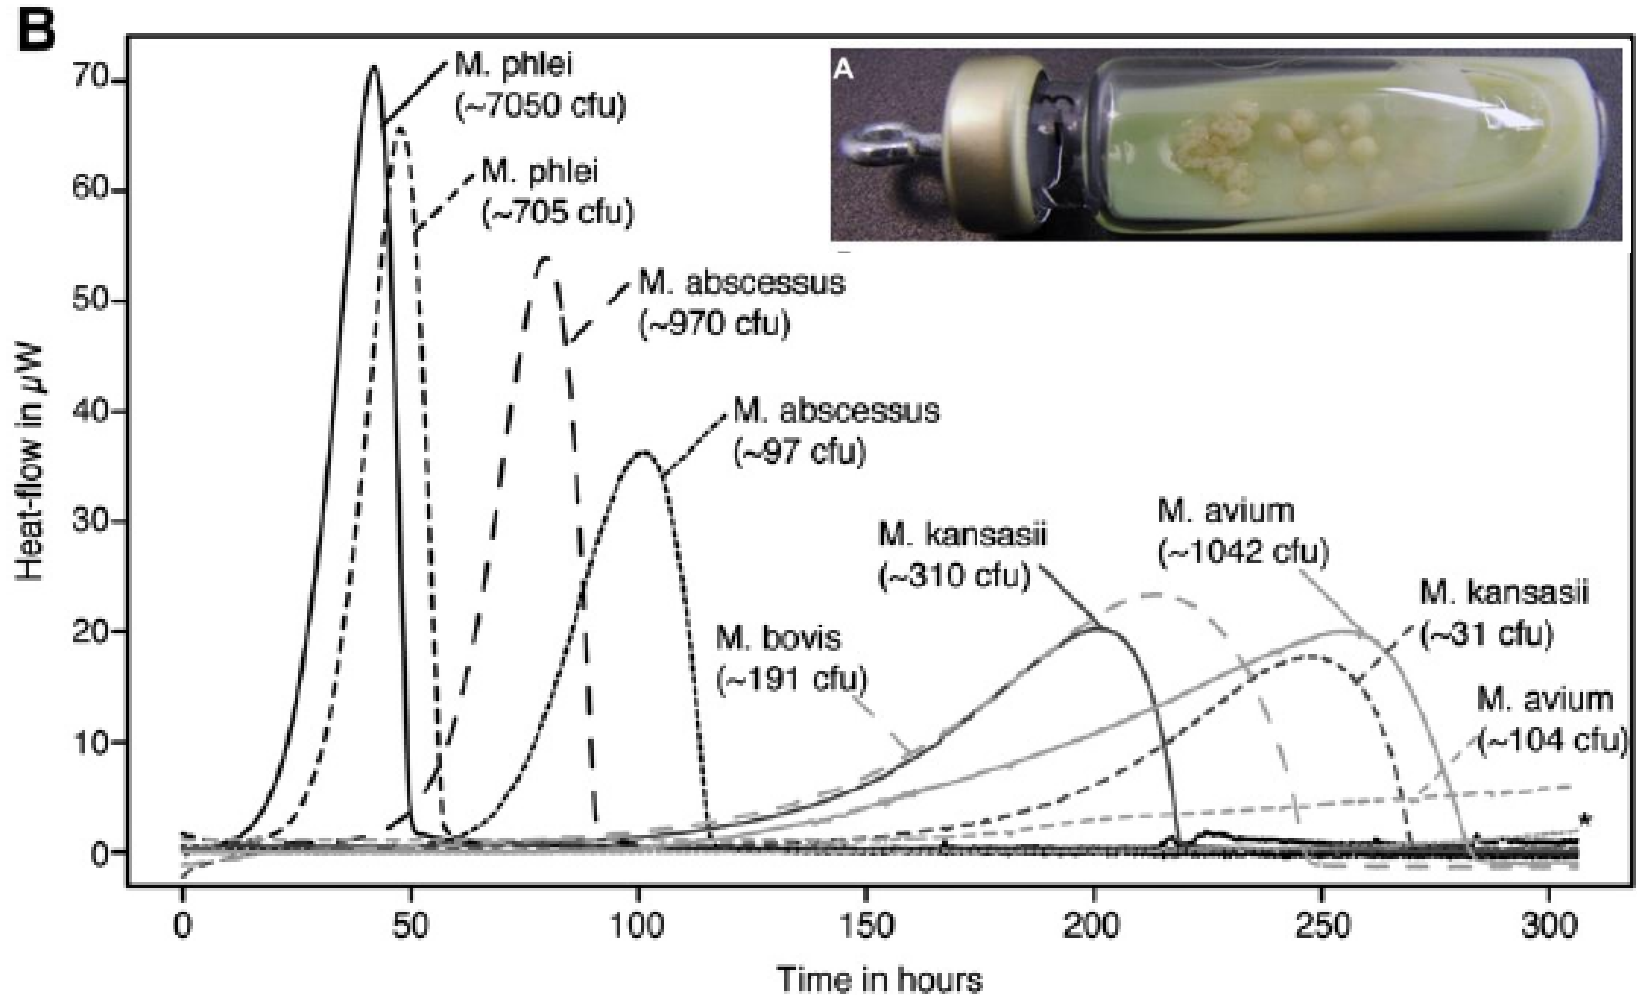 B
A
70
60
50
40
30
20
10
0
Heat-flow in µW
M. phlei
(~7050 cfu)
M. phlei
(~705 cfu)
M. abscessus
(~970 cfu)
M. abscessus
(~97 cfu)
M. kansasii
(~310 cfu)
M. avium
(~1042 cfu)
M. kansasii
(~31 cfu)
M. bovis
(~191 cfu)
M. avium
(~104 cfu)
*
0 50 100 150 200 250 300
Time in hours